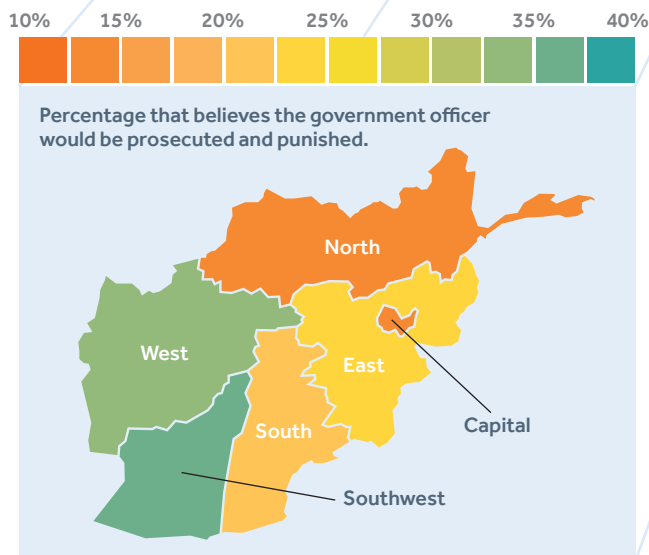 10% 15% 20% 25% 30% 35% 40%
Percentage that believes the government officer
would be prosecuted and punished.
North
West
East
Capital
South
Southwest